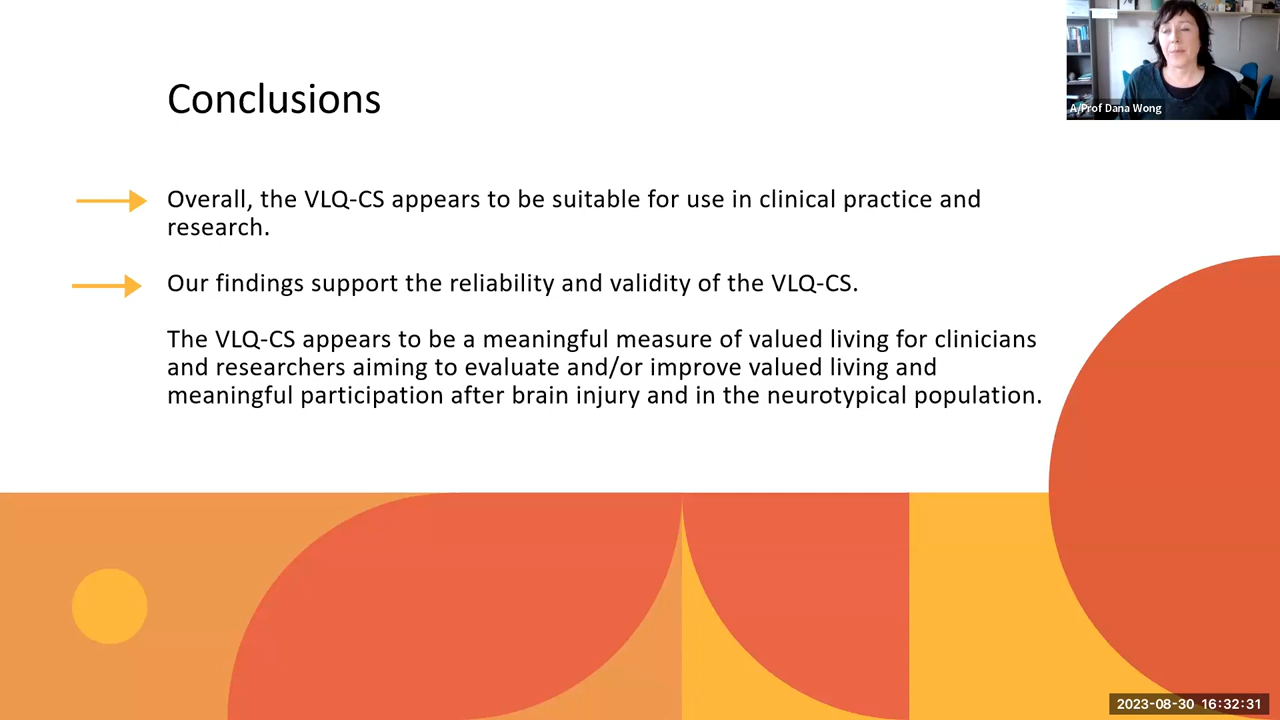 A/Prof Dana Wong
Conclusions
Overall, the VLQ-CS appears to be suitable for use in clinical practice and
research.
Our findings support the reliability and validity of the VLQ-CS.
The VLQ-CS appears to be a meaningful measure of valued living for clinicians
and researchers aiming to evaluate and/or improve valued living and
meaningful participation after brain injury and in the neurotypical population.
2023-08-30 16:32:31